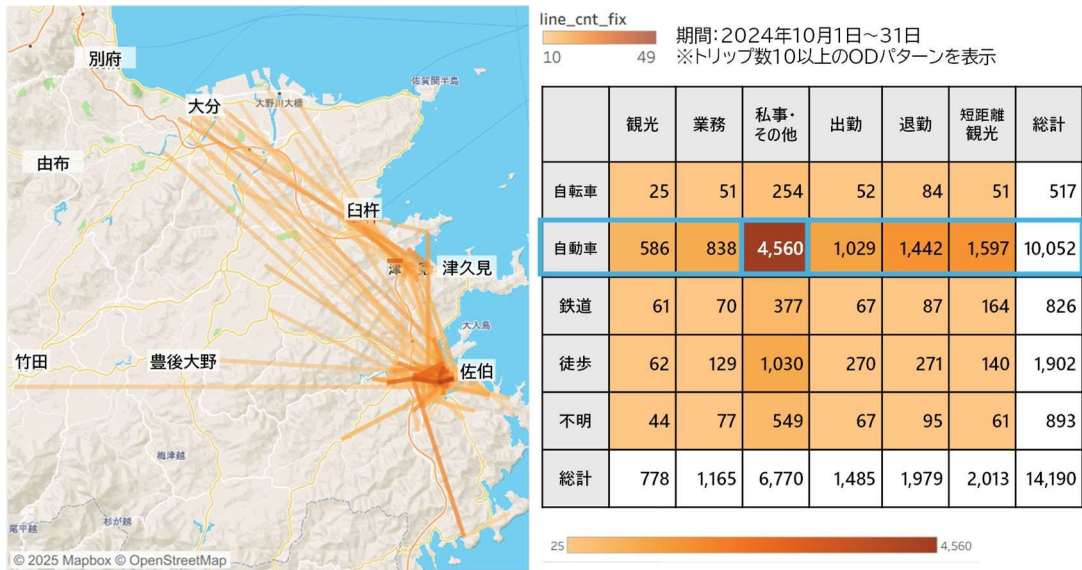 line_cnt_fix
10 49
期間：2024年10月1日～31日
※トリップ数10以上のODパターンを表示
別府
佐賀関半島
大分
大野川大橋
由布
臼杵
津久見
大入島
竹田
豊後大野
佐伯
梅津越
杉が越
尾平越
© 2025 Mapbox © OpenStreetMap
観光 業務 私事・その他 出勤 退勤 短距離観光 総計
自転車 25 51 254 52 84 51 517
自動車 586 838 4,560 1,029 1,442 1,597 10,052
鉄道 61 70 377 67 87 164 826
徒歩 62 129 1,030 270 271 140 1,902
不明 44 77 549 67 95 61 893
総計 778 1,165 6,770 1,485 1,979 2,013 14,190
25 4,560